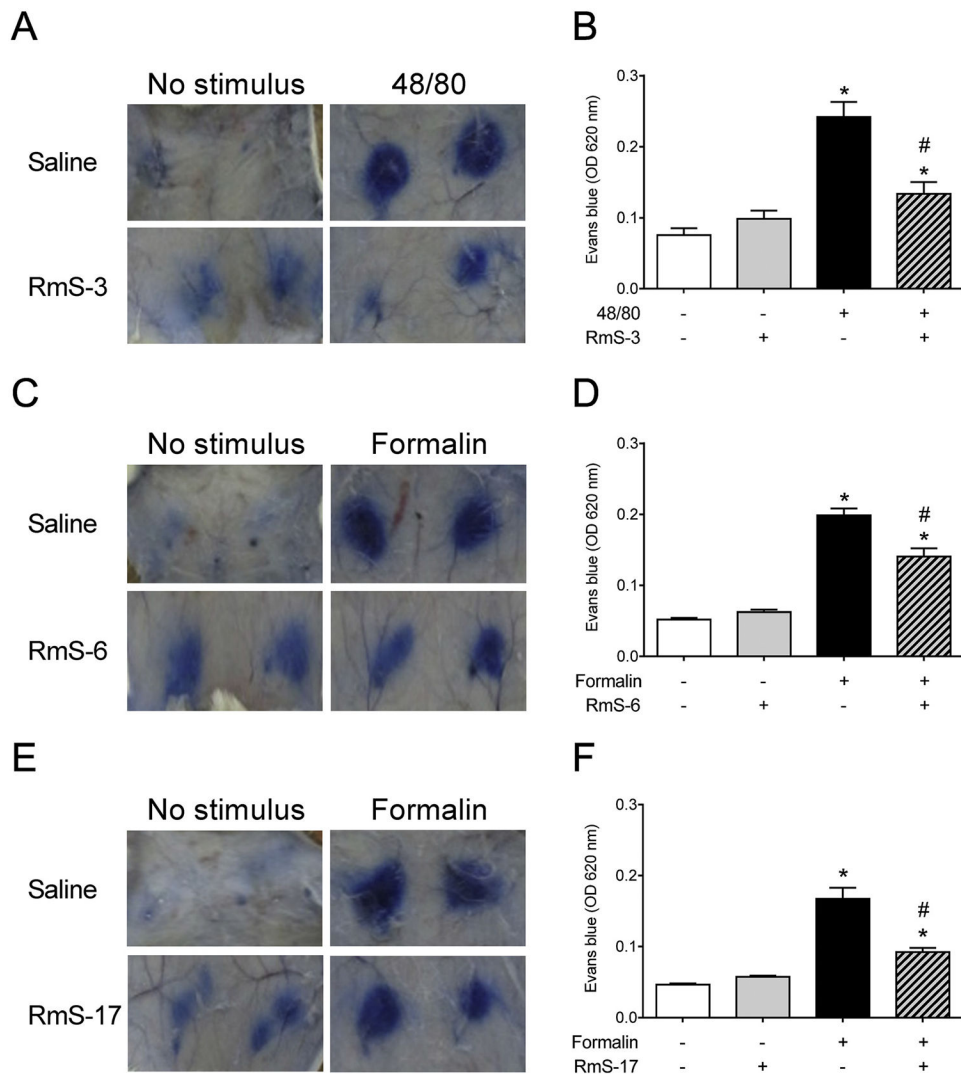 A
No stimulus 48/80
Saline
RmS-3
B
Evans blue (OD 620 nm)
0.3
0.2
0.1
0.0
*
#
*
48/80 - - + +
RmS-3 - + - +
C
No stimulus Formalin
Saline
RmS-6
D
Evans blue (OD 620 nm)
0.3
0.2
0.1
0.0
*
#
*
Formalin - - + +
RmS-6 - + - +
E
No stimulus Formalin
Saline
RmS-17
F
Evans blue (OD 620 nm)
0.3
0.2
0.1
0.0
*
#
*
Formalin - - + +
RmS-17 - + - +